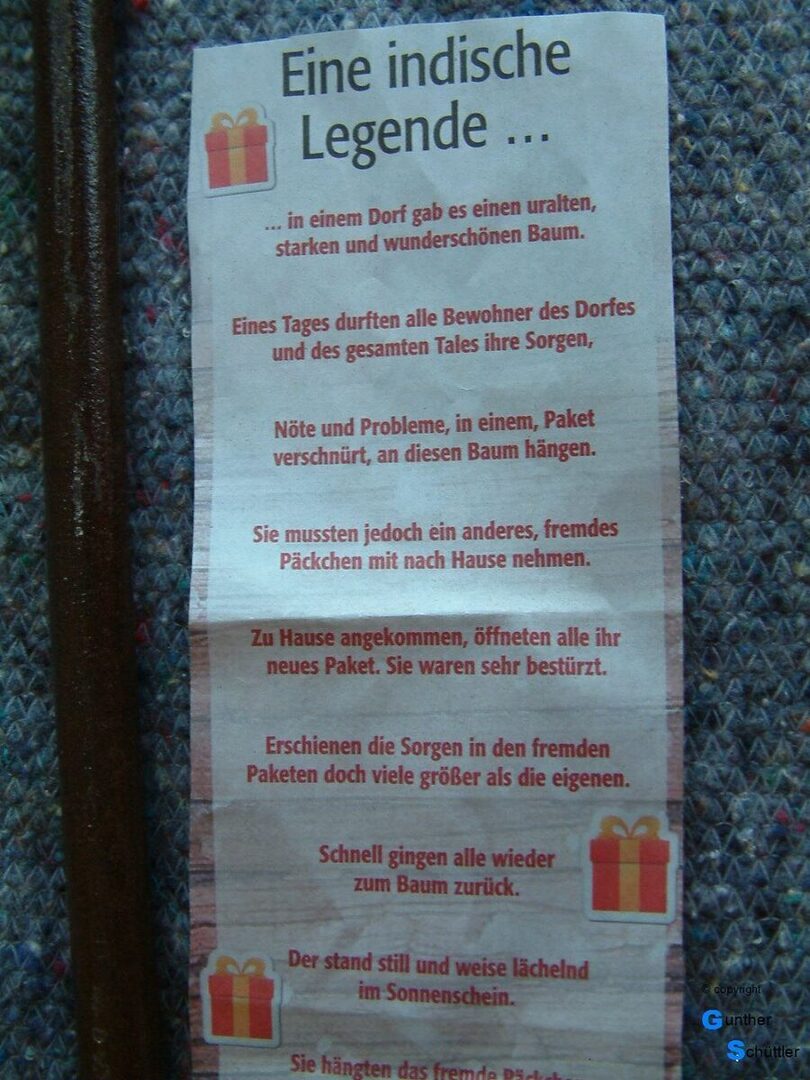 Eine indische
Legende ...
... in einem Dorf gab es einen uralten,
starken und wunderschönen Baum.
Eines Tages durften alle Bewohner des Dorfes
und des gesamten Tales ihre Sorgen,
Nöte und Probleme, in einem, Paket
verschnürt, an diesen Baum hängen.
Sie mussten jedoch ein anderes, fremdes
Päckchen mit nach Hause nehmen.
Zu Hause angekommen, öffneten alle ihr
neues Paket. Sie waren sehr bestürzt.
Erschienen die Sorgen in den fremden
Paketen doch viele größer als die eigenen.
Schnell gingen alle wieder
zum Baum zurück.
Der stand still und weise lächelnd
im Sonnenschein.
Sie hängten das fremde
© copyright
Gunther
Schüttler